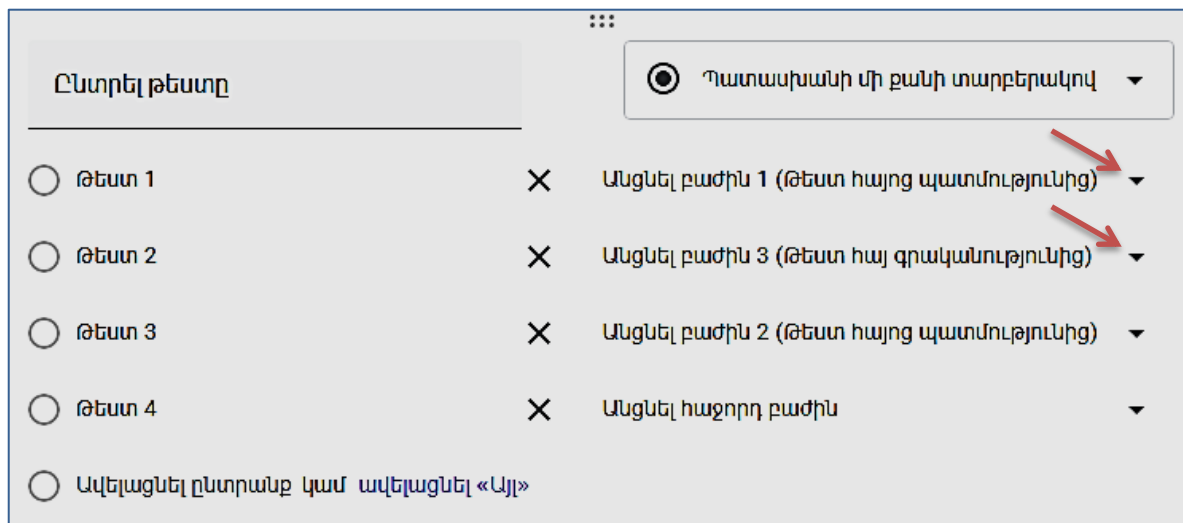 Ընտրել թեստը
Պատասխանի մի քանի տարբերակով
Թեստ 1
Անցնել բաժին 1 (Թեստ հայոց պատմությունից)
Թեստ 2
Անցնել բաժին 3 (Թեստ հայ գրականությունից)
Թեստ 3
Անցնել բաժին 2 (Թեստ հայոց պատմությունից)
Թեստ 4
Անցնել հաջորդ բաժին
Ավելացնել ընտրանք կամ ավելացնել «Այլ»